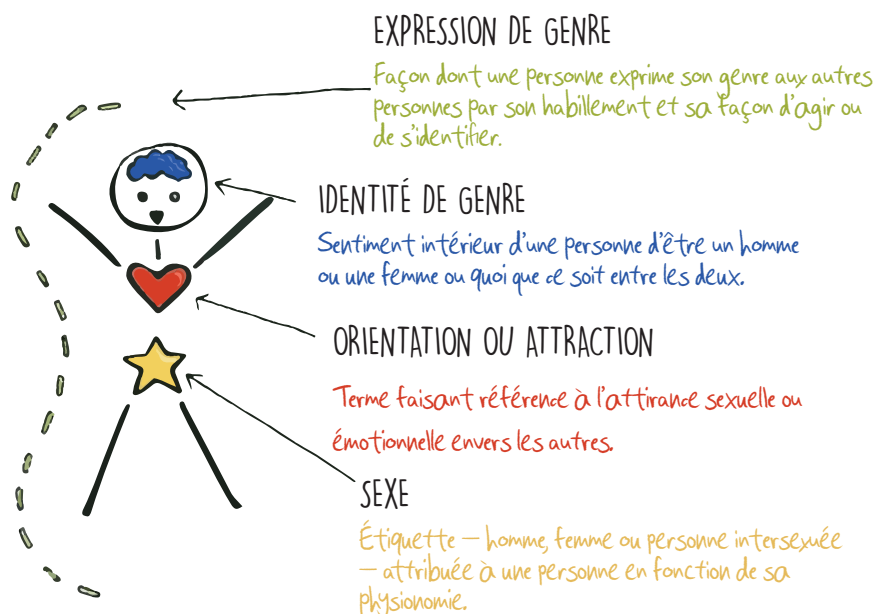 EXPRESSION DE GENRE
Façon dont une personne exprime son genre aux autres
personnes par son habillement et sa façon d'agir ou
de s'identifier.
IDENTITÉ DE GENRE
Sentiment intérieur d'une personne d'être un homme
ou une femme ou quoi que ce soit entre les deux.
ORIENTATION OU ATTRACTION
Terme faisant référence à l'attirance sexuelle ou
émotionnelle envers les autres.
SEXE
Étiquette – homme, femme ou personne intersexuée
– attribuée à une personne en fonction de sa
physionomie.